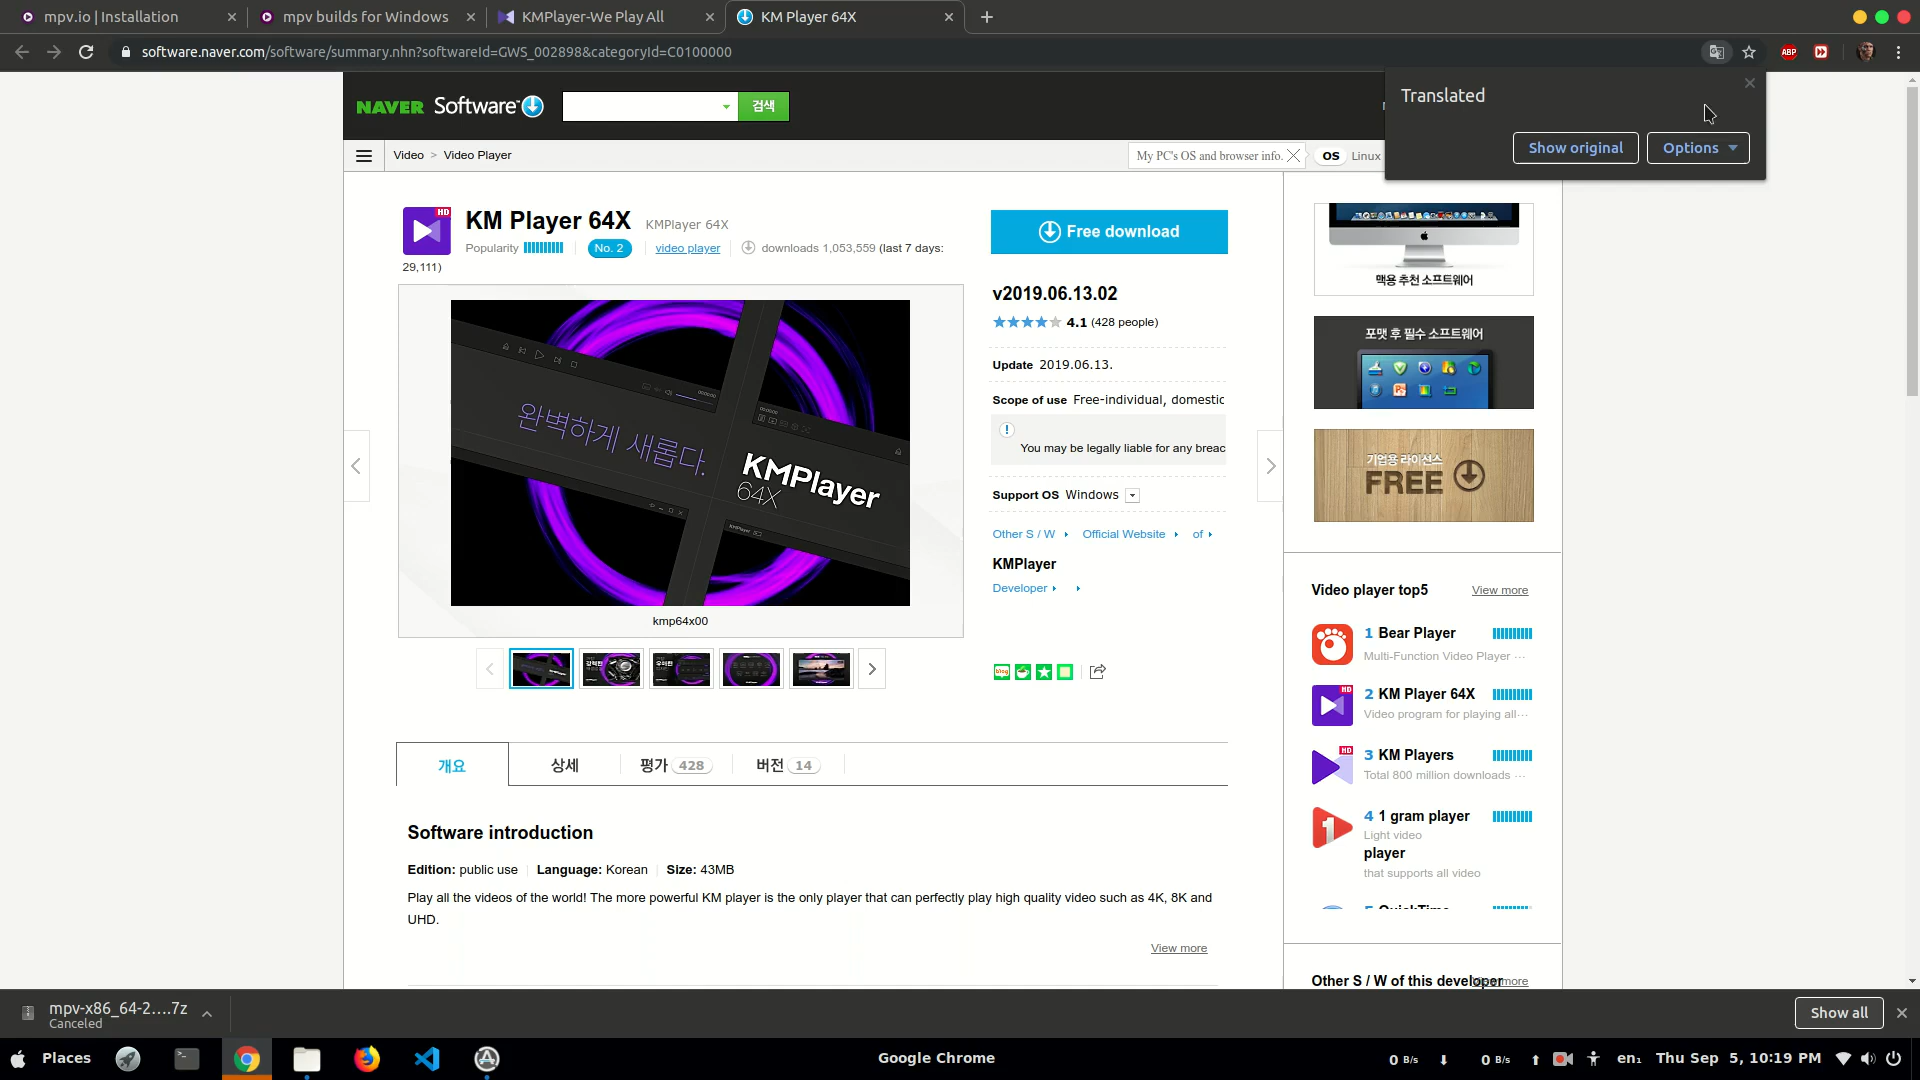 mpv.io | Installation
mpv builds for Windows
KMPlayer-We Play All
KM Player 64X
software.naver.com/software/summary.nhn?softwareId=GWS_002898&categoryId=C0100000
ABP
Translated
Show original
Options
NAVER Software
검색
Video > Video Player
My PC's OS and browser info.
OS Linux
HD
KM Player 64X KMPlayer 64X
Popularity No. 2 video player downloads 1,053,559 (last 7 days:
29,111)
Free download
v2019.06.13.02
4.1 (428 people)
Update 2019.06.13.
Scope of use Free-individual, domestic
You may be legally liable for any breac
Support OS Windows
Other S / W Official Website of
KMPlayer
Developer
완벽하게 새롭다.
KMPlayer
64X
kmp64x00
blog
개요
상세
평가 428
버전 14
Software introduction
Edition: public use Language: Korean Size: 43MB
Play all the videos of the world! The more powerful KM player is the only player that can perfectly play high quality video such as 4K, 8K and
UHD.
View more
맥용 추천 소프트웨어
포맷 후 필수 소프트웨어
기업용 라이선스
FREE
Video player top5 View more
1 Bear Player
Multi-Function Video Player ···
HD
2 KM Player 64X
Video program for playing all···
HD
3 KM Players
Total 800 million downloads ···
4 1 gram player
Light video
player
that supports all video
5 QuickTime
Other S / W of this developer
mpv-x86_64-2....7z
Canceled
Show all
Places
Google Chrome
0 B/s 0 B/s en₁ Thu Sep 5, 10:19 PM